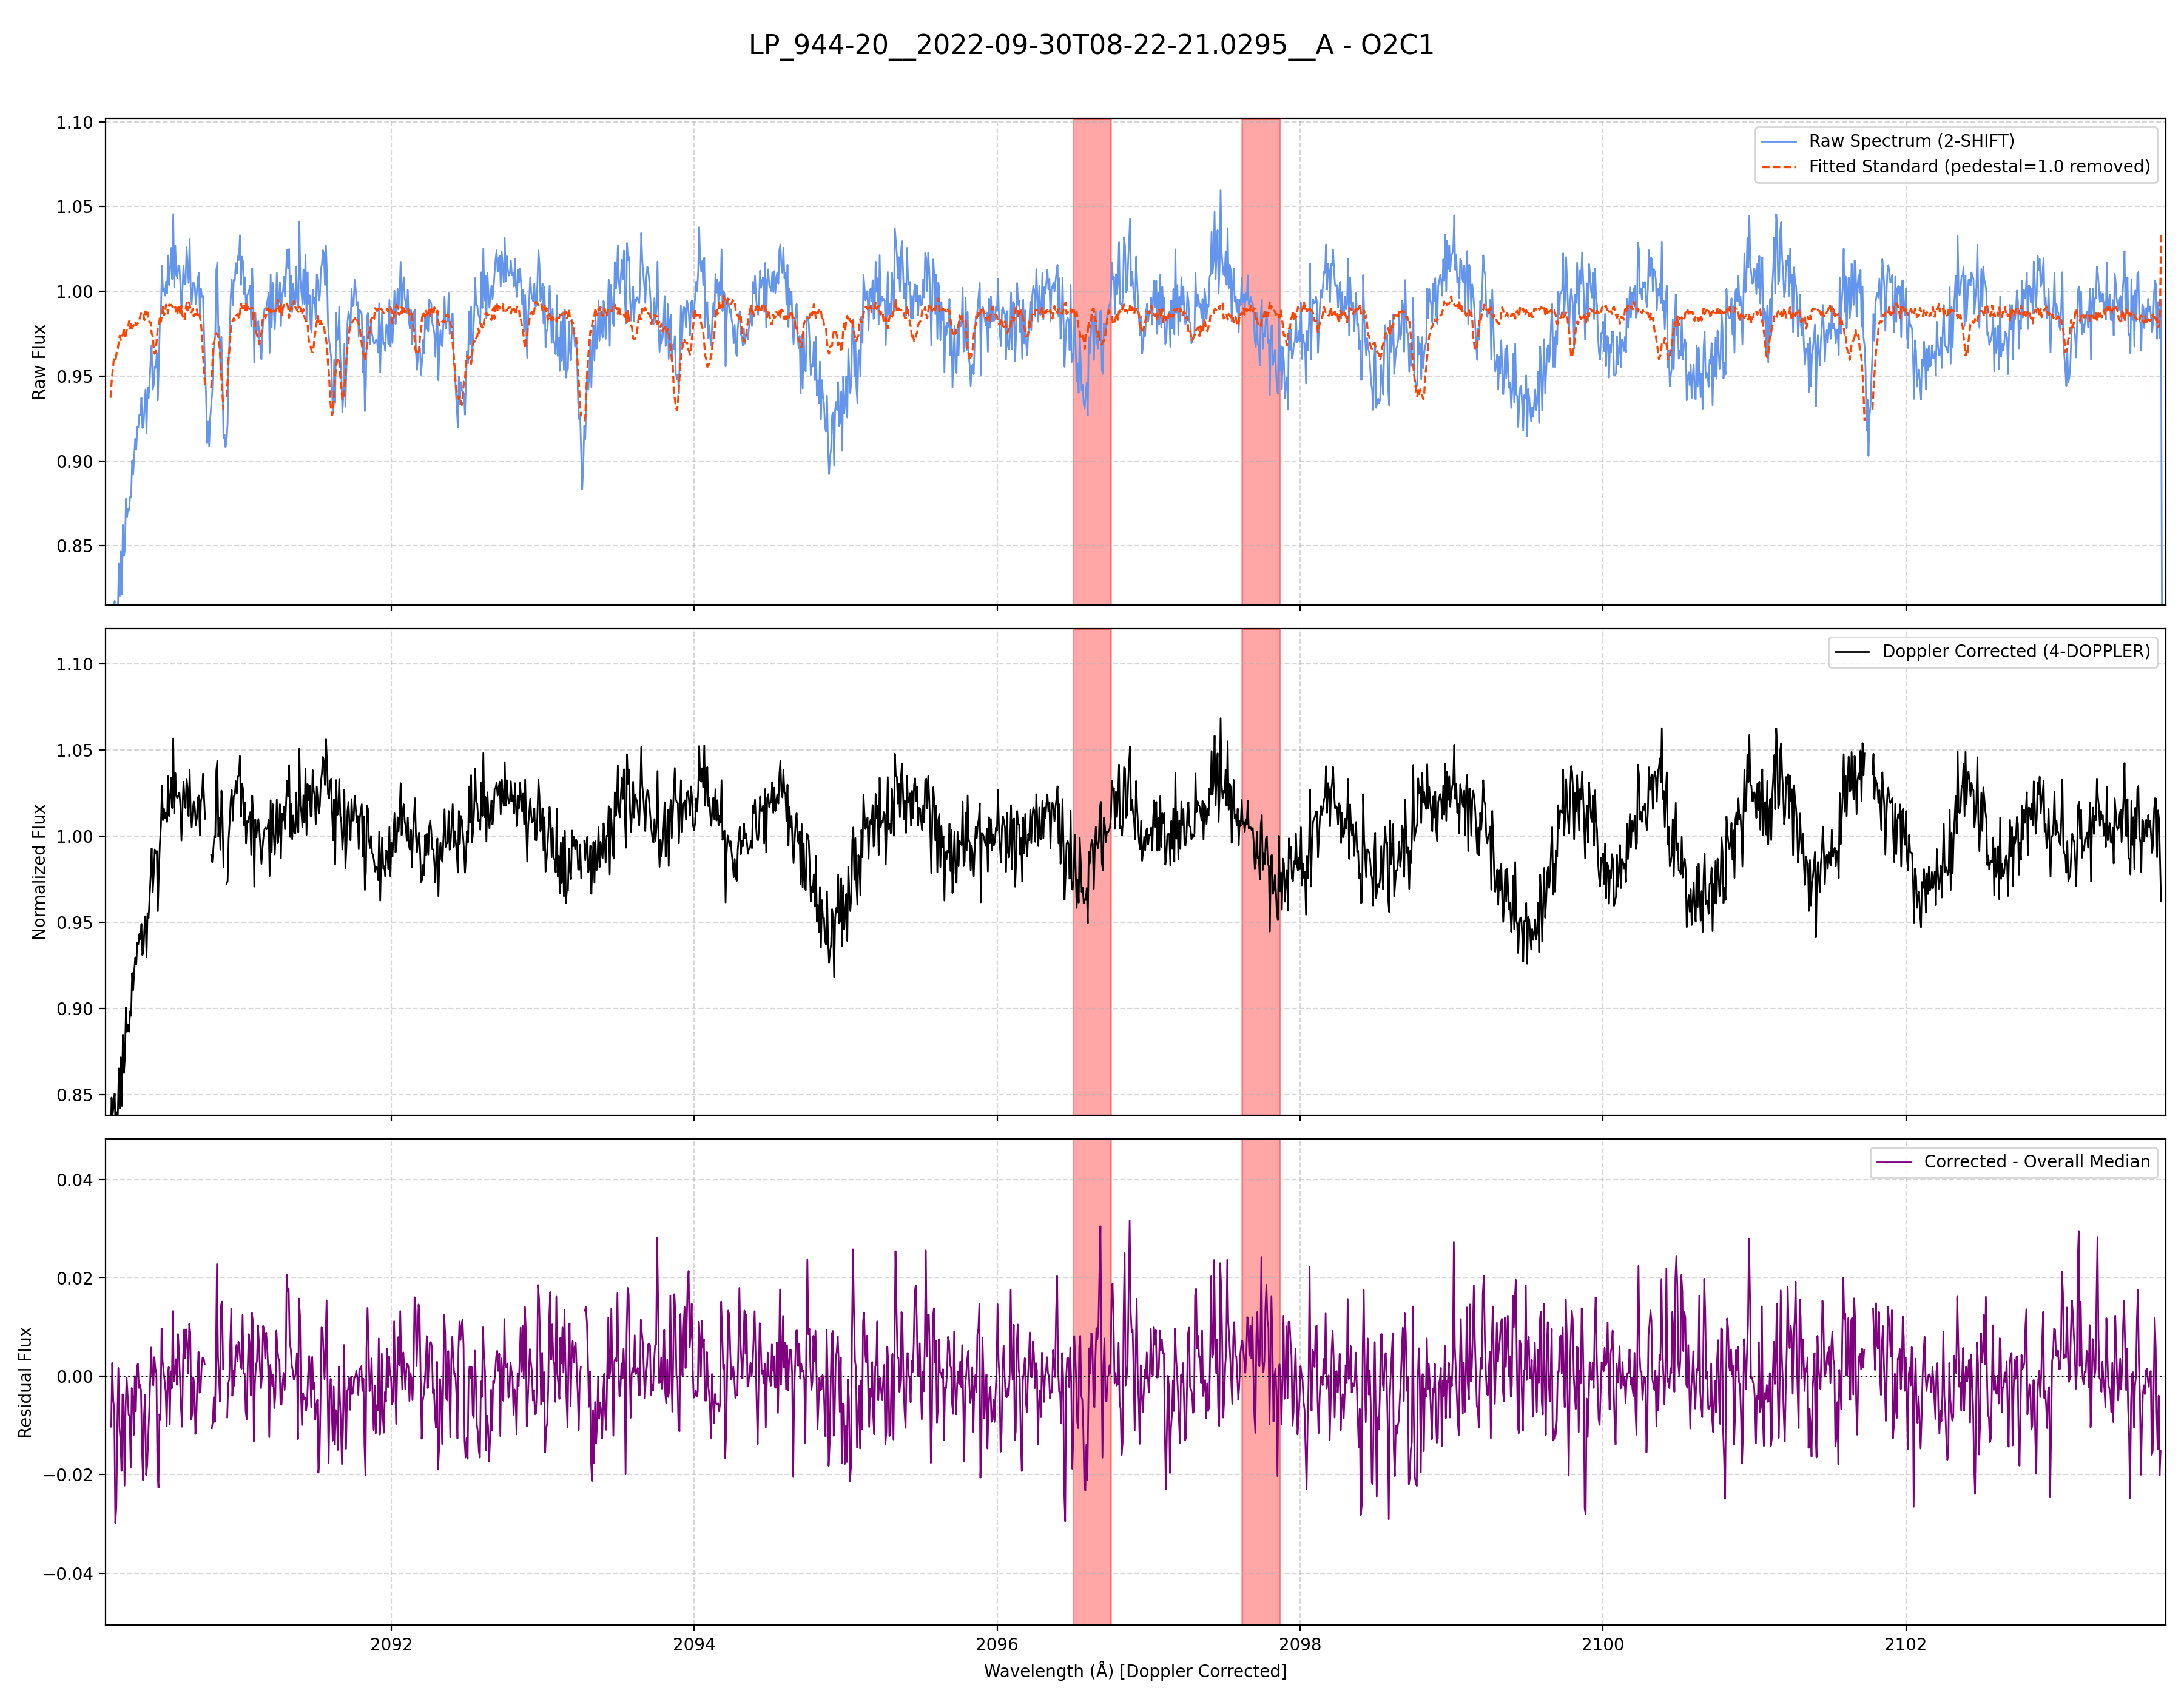 LP_944-20__2022-09-30T08-22-21.0295__A - O2C1
1.10
1.05
1.00
0.95
0.90
0.85
Raw Flux
Raw Spectrum (2-SHIFT)
Fitted Standard (pedestal=1.0 removed)
1.10
1.05
1.00
0.95
0.90
0.85
Normalized Flux
Doppler Corrected (4-DOPPLER)
0.04
0.02
0.00
−0.02
−0.04
Residual Flux
Corrected - Overall Median
2092 2094 2096 2098 2100 2102
Wavelength (Å) [Doppler Corrected]